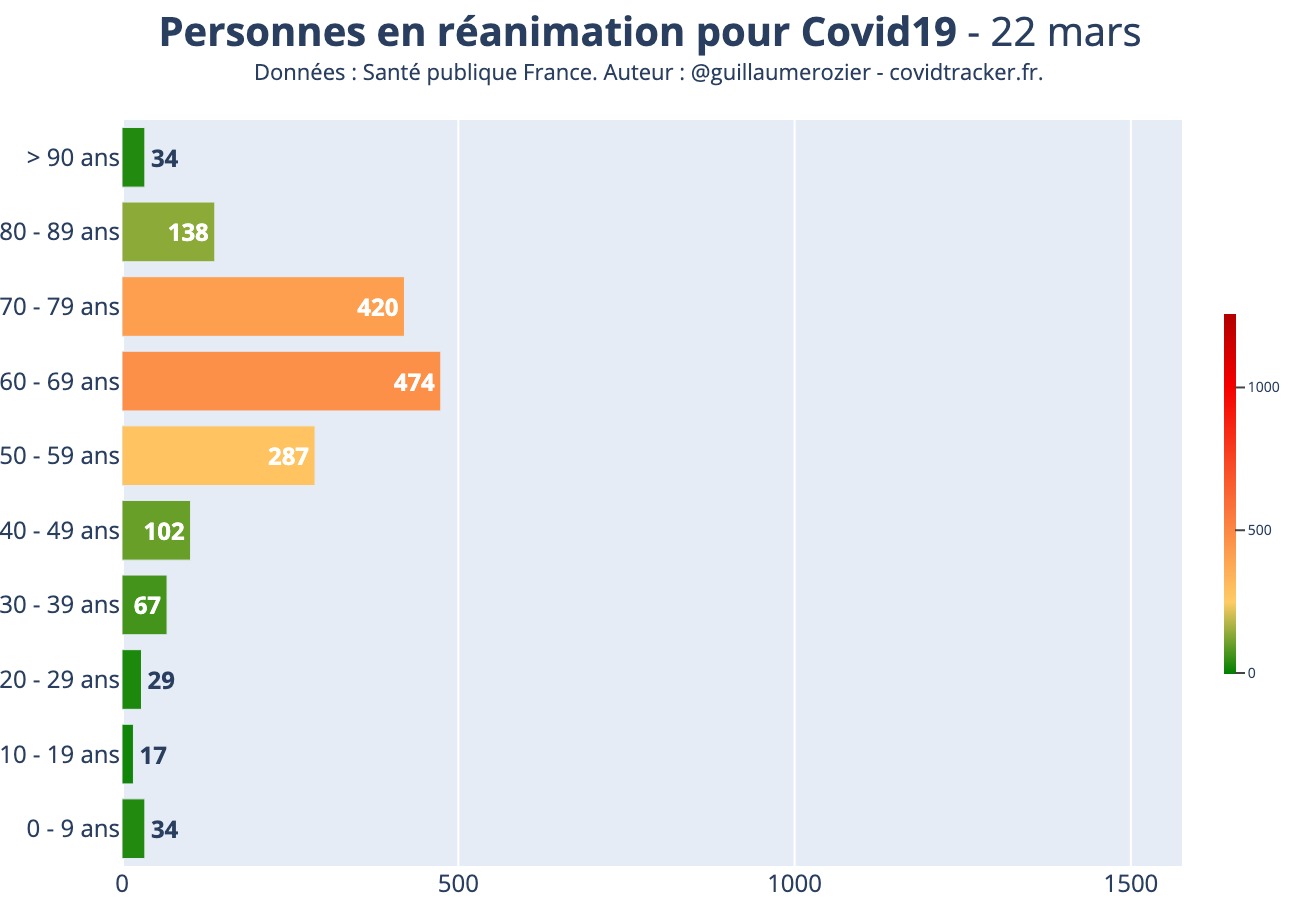 Personnes en réanimation pour Covid19 - 22 mars
Données : Santé publique France. Auteur : @guillaumerozier - covidtracker.fr.
> 90 ans 34
80 - 89 ans 138
70 - 79 ans 420
60 - 69 ans 474
50 - 59 ans 287
40 - 49 ans 102
30 - 39 ans 67
20 - 29 ans 29
10 - 19 ans 17
0 - 9 ans 34
0 500 1000 1500
1000
500
0